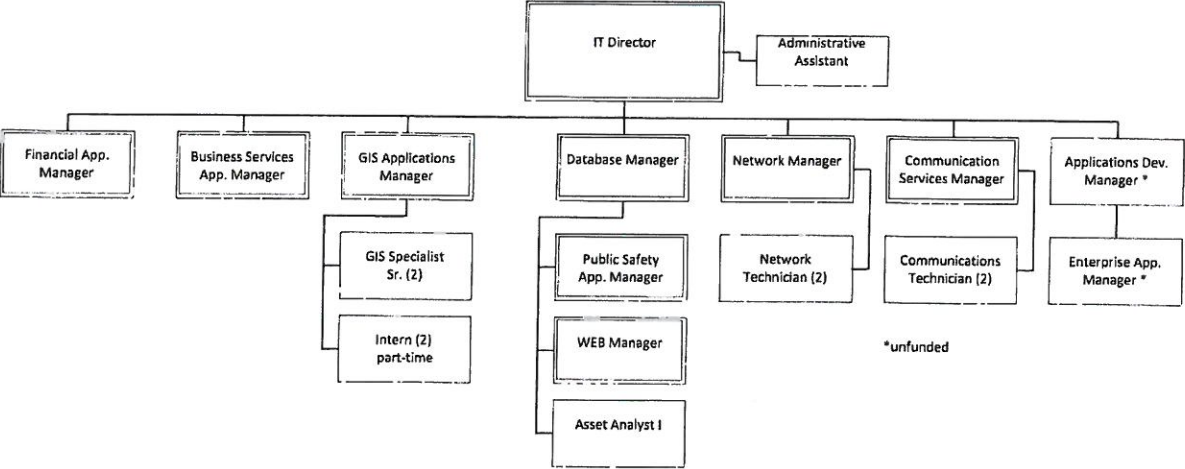 IT Director
Administrative
Assistant
Financial App.
Manager
Business Services
App. Manager
GIS Applications
Manager
Database Manager
Network Manager
Communication
Services Manager
Applications Dev.
Manager *
GIS Specialist
Sr. (2)
Public Safety
App. Manager
Network
Technician (2)
Communications
Technician (2)
Enterprise App.
Manager *
Intern (2)
part-time
WEB Manager
*unfunded
Asset Analyst I